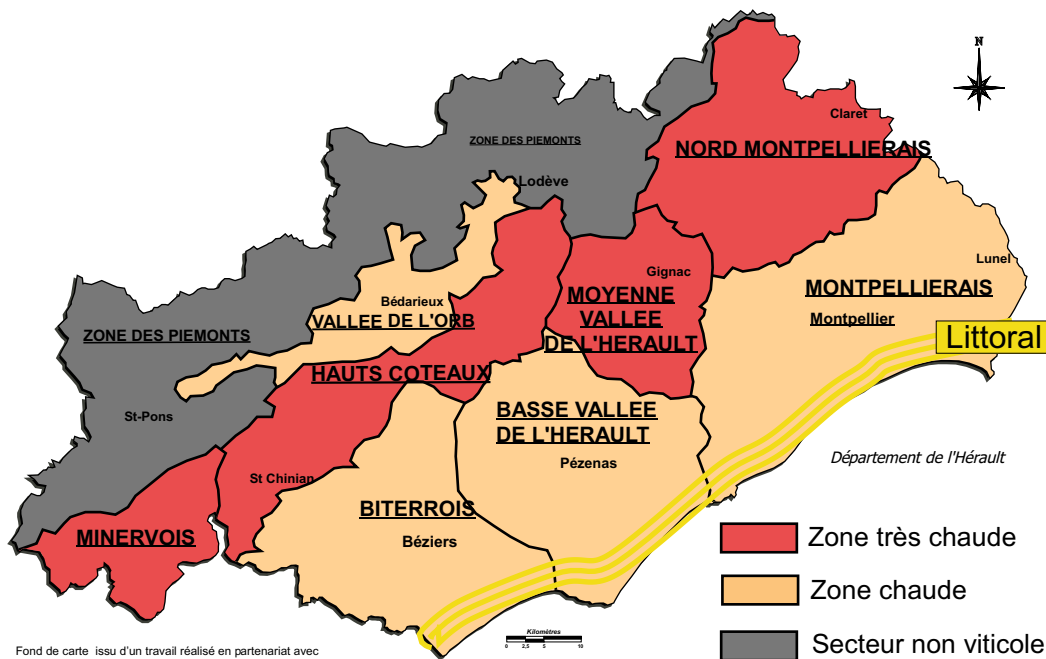 N
Claret
ZONE DES PIEMONTS
NORD MONTPELLIERAIS
Lodève
Lunel
Gignac
MONTPELLIERAIS
Bédarieux
MOYENNE
VALLEE
DE L'HERAULT
VALLEE DE L'ORB
Montpellier
ZONE DES PIEMONTS
Littoral
HAUTS COTEAUX
St-Pons
BASSE VALLEE
DE L'HERAULT
Pézenas
Département de l'Hérault
St Chinian
BITERROIS
MINERVOIS
Béziers
Zone très chaude
Zone chaude
Kilomètres
0 2,5 5 10
Secteur non viticole
Fond de carte issu d'un travail réalisé en partenariat avec